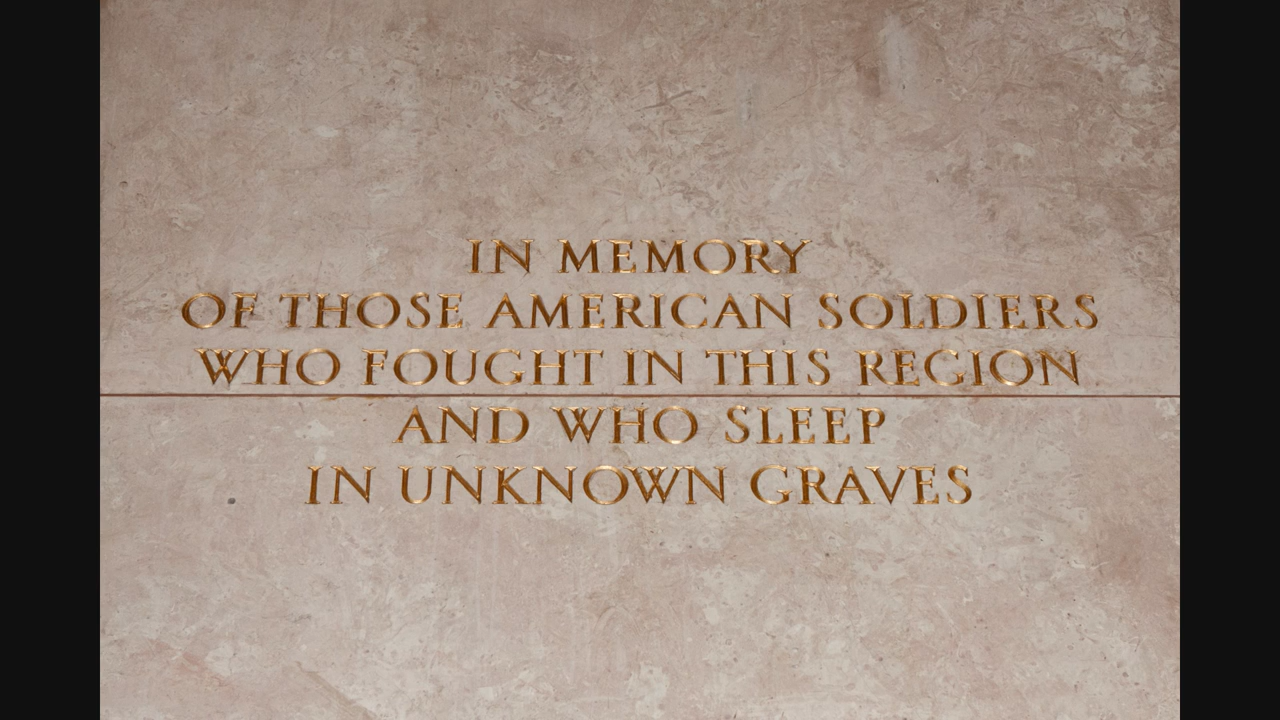 IN MEMORY
OF THOSE AMERICAN SOLDIERS
WHO FOUGHT IN THIS REGION
AND WHO SLEEP
IN UNKNOWN GRAVES